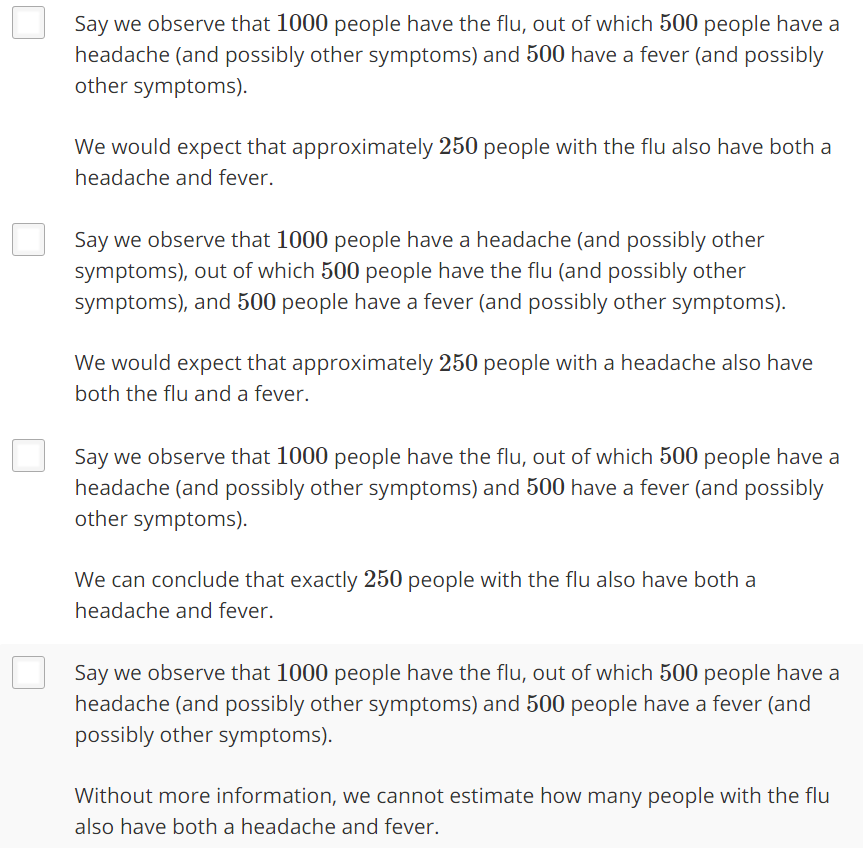 Say we observe that 1000 people have the flu, out of which 500 people have a
headache (and possibly other symptoms) and 500 have a fever (and possibly
other symptoms).
We would expect that approximately 250 people with the flu also have both a
headache and fever.
Say we observe that 1000 people have a headache (and possibly other
symptoms), out of which 500 people have the flu (and possibly other
symptoms), and 500 people have a fever (and possibly other symptoms).
We would expect that approximately 250 people with a headache also have
both the flu and a fever.
Say we observe that 1000 people have the flu, out of which 500 people have a
headache (and possibly other symptoms) and 500 have a fever (and possibly
other symptoms).
We can conclude that exactly 250 people with the flu also have both a
headache and fever.
Say we observe that 1000 people have the flu, out of which 500 people have a
headache (and possibly other symptoms) and 500 people have a fever (and
possibly other symptoms).
Without more information, we cannot estimate how many people with the flu
also have both a headache and fever.